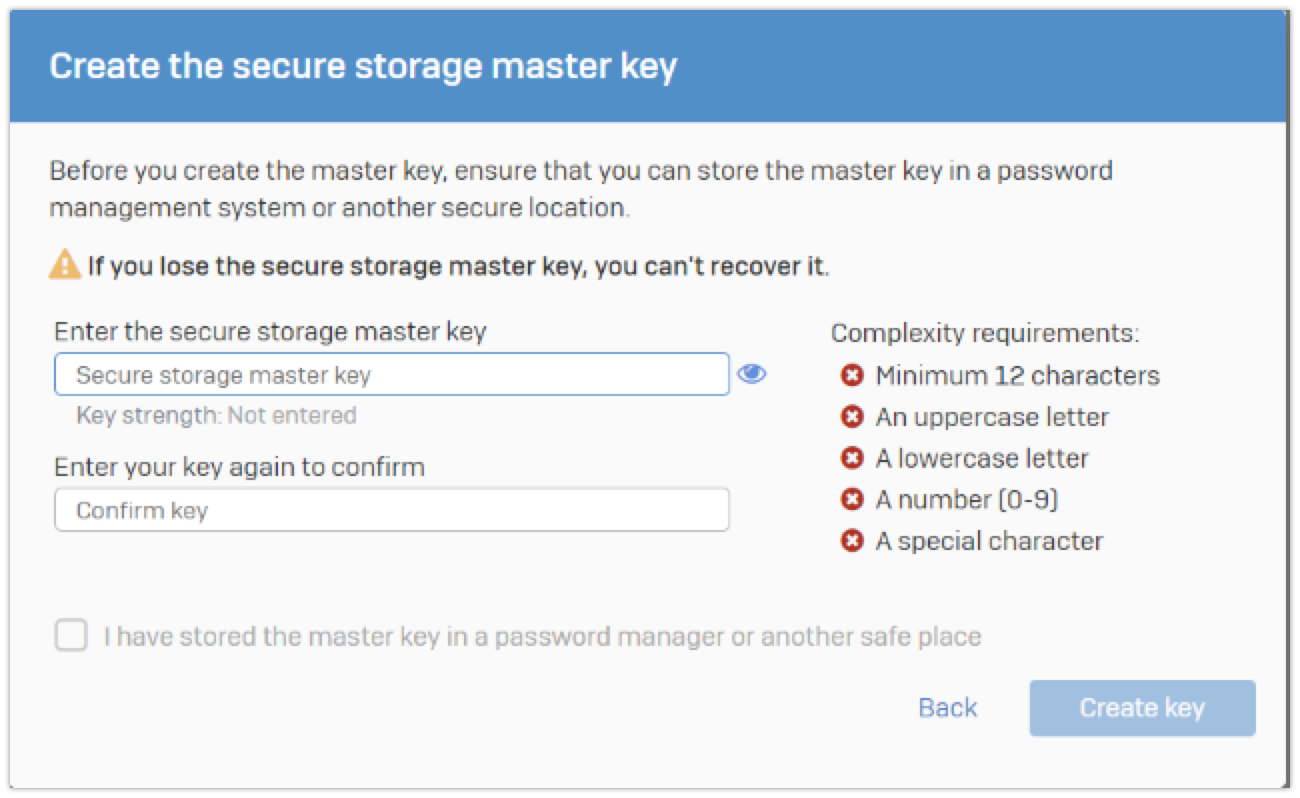 Create the secure storage master key
Before you create the master key, ensure that you can store the master key in a password
management system or another secure location.
If you lose the secure storage master key, you can't recover it.
Enter the secure storage master key
Secure storage master key
Key strength: Not entered
Enter your key again to confirm
Confirm key
Complexity requirements:
Minimum 12 characters
An uppercase letter
A lowercase letter
A number (0-9)
A special character
I have stored the master key in a password manager or another safe place
Back
Create key